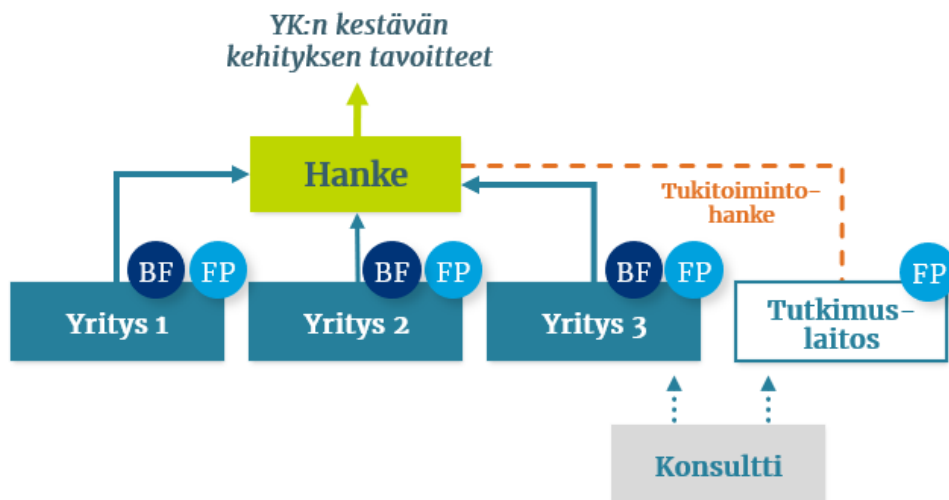 YK:n kestävän
kehityksen tavoitteet
Hanke
Tukitoiminto-
hanke
BF FP
BF FP
BF FP
FP
Yritys 1
Yritys 2
Yritys 3
Tutkimus-
laitos
Konsultti